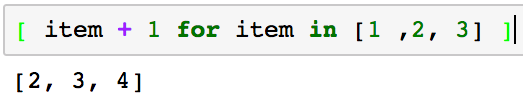 [ item + 1 for item in [1 ,2, 3] ]
[2, 3, 4]